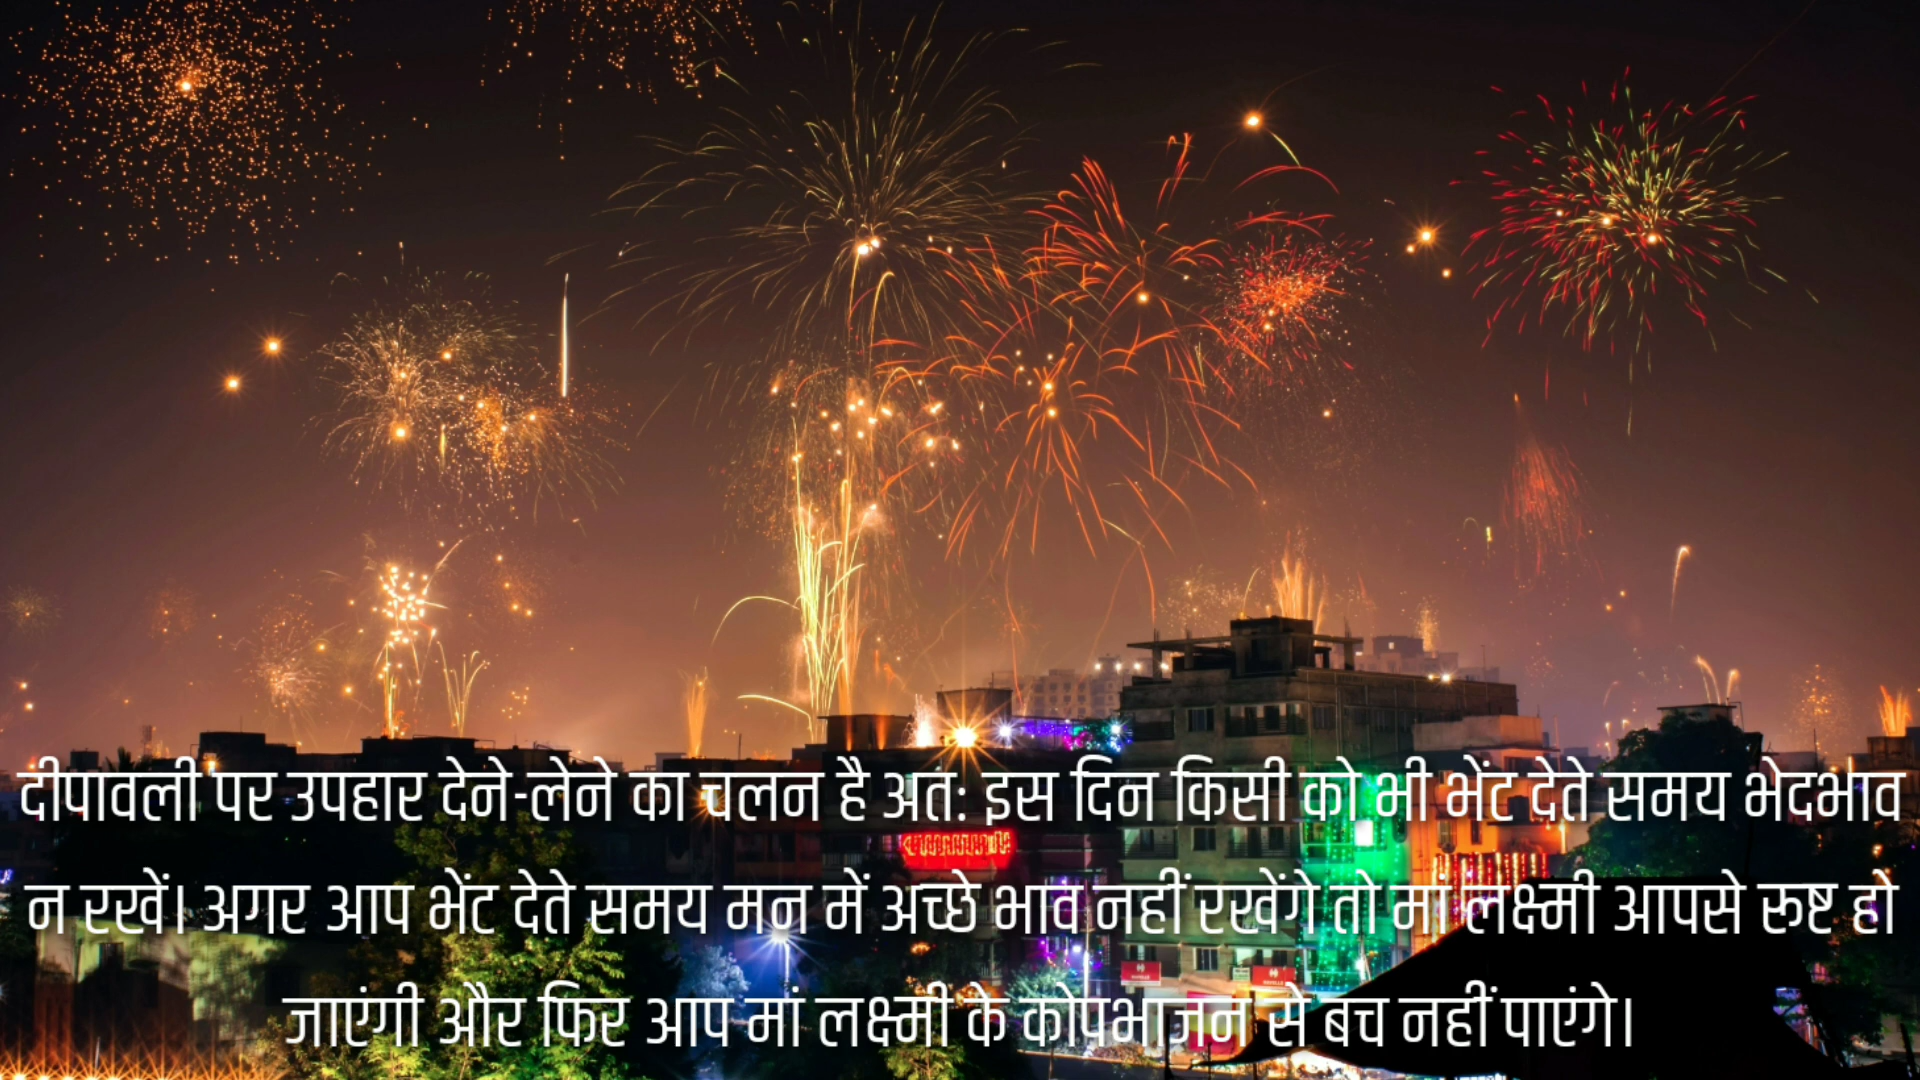 दीपावली पर उपहार देने-लेने का चलन है अत: इस दिन किसी को भी भेंट देते समय भेदभाव
न रखें। अगर आप भेंट देते समय मन में अच्छे भाव नहीं रखेंगे तो मां लक्ष्मी आपसे रूष्ट हो
जाएंगी और फिर आप मां लक्ष्मी के कोपभाजन से बच नहीं पाएंगे।